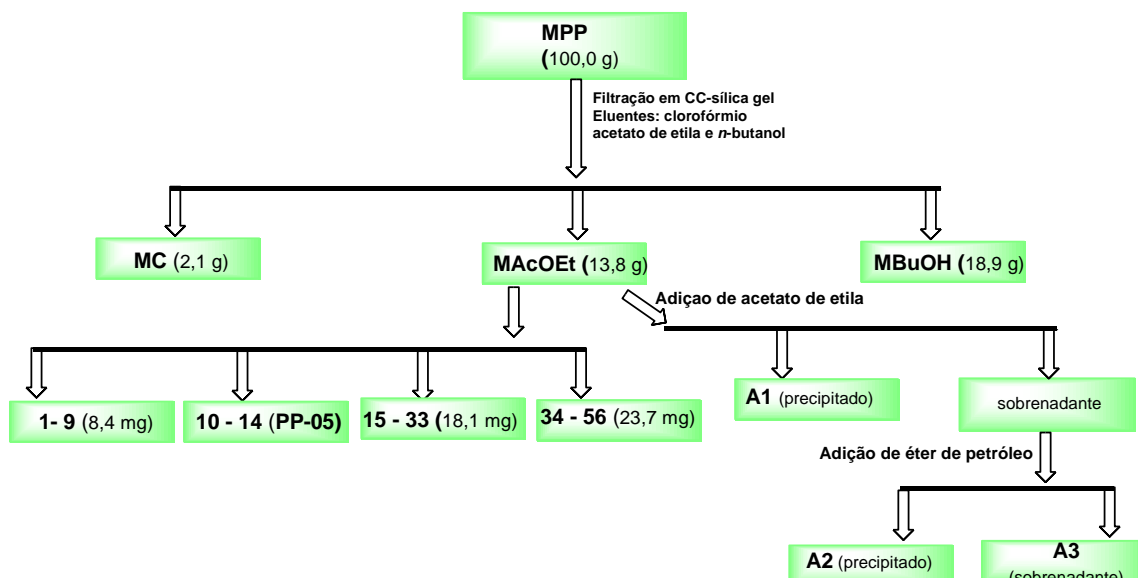 MPP
(100,0 g)
Filtração em CC-sílica gel
Eluentes: clorofórmio
acetato de etila e n-butanol
MC (2,1 g)
MAcOEt (13,8 g)
MBuOH (18,9 g)
Adiçao de acetato de etila
1- 9 (8,4 mg)
10 - 14 (PP-05)
15 - 33 (18,1 mg)
34 - 56 (23,7 mg)
A1 (precipitado)
sobrenadante
Adição de éter de petróleo
A2 (precipitado)
A3
(sobrenadante)